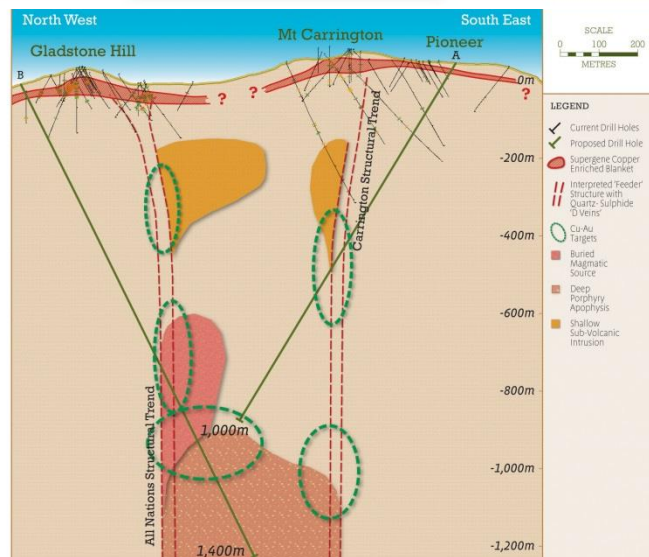 North West
South East
Mt Carrington
Gladstone Hill
Pioneer
B
A
?
?
?
0m
-200m
-400m
-600m
-800m
-1,000m
-1,200m
Carrington Structural Trend
All Nations Structural Trend
1,000m
1,400m
SCALE
0 100 200
METRES
LEGEND
Current Drill Holes
Proposed Drill Hole
Supergene Copper
Enriched Blanket
Interpreted 'Feeder'
Structure with
Quartz- Sulphide
'D Veins'
Cu-Au
Targets
Buried
Magmatic
Source
Deep
Porphyry
Apophysis
Shallow
Sub-Volcanic
Intrusion